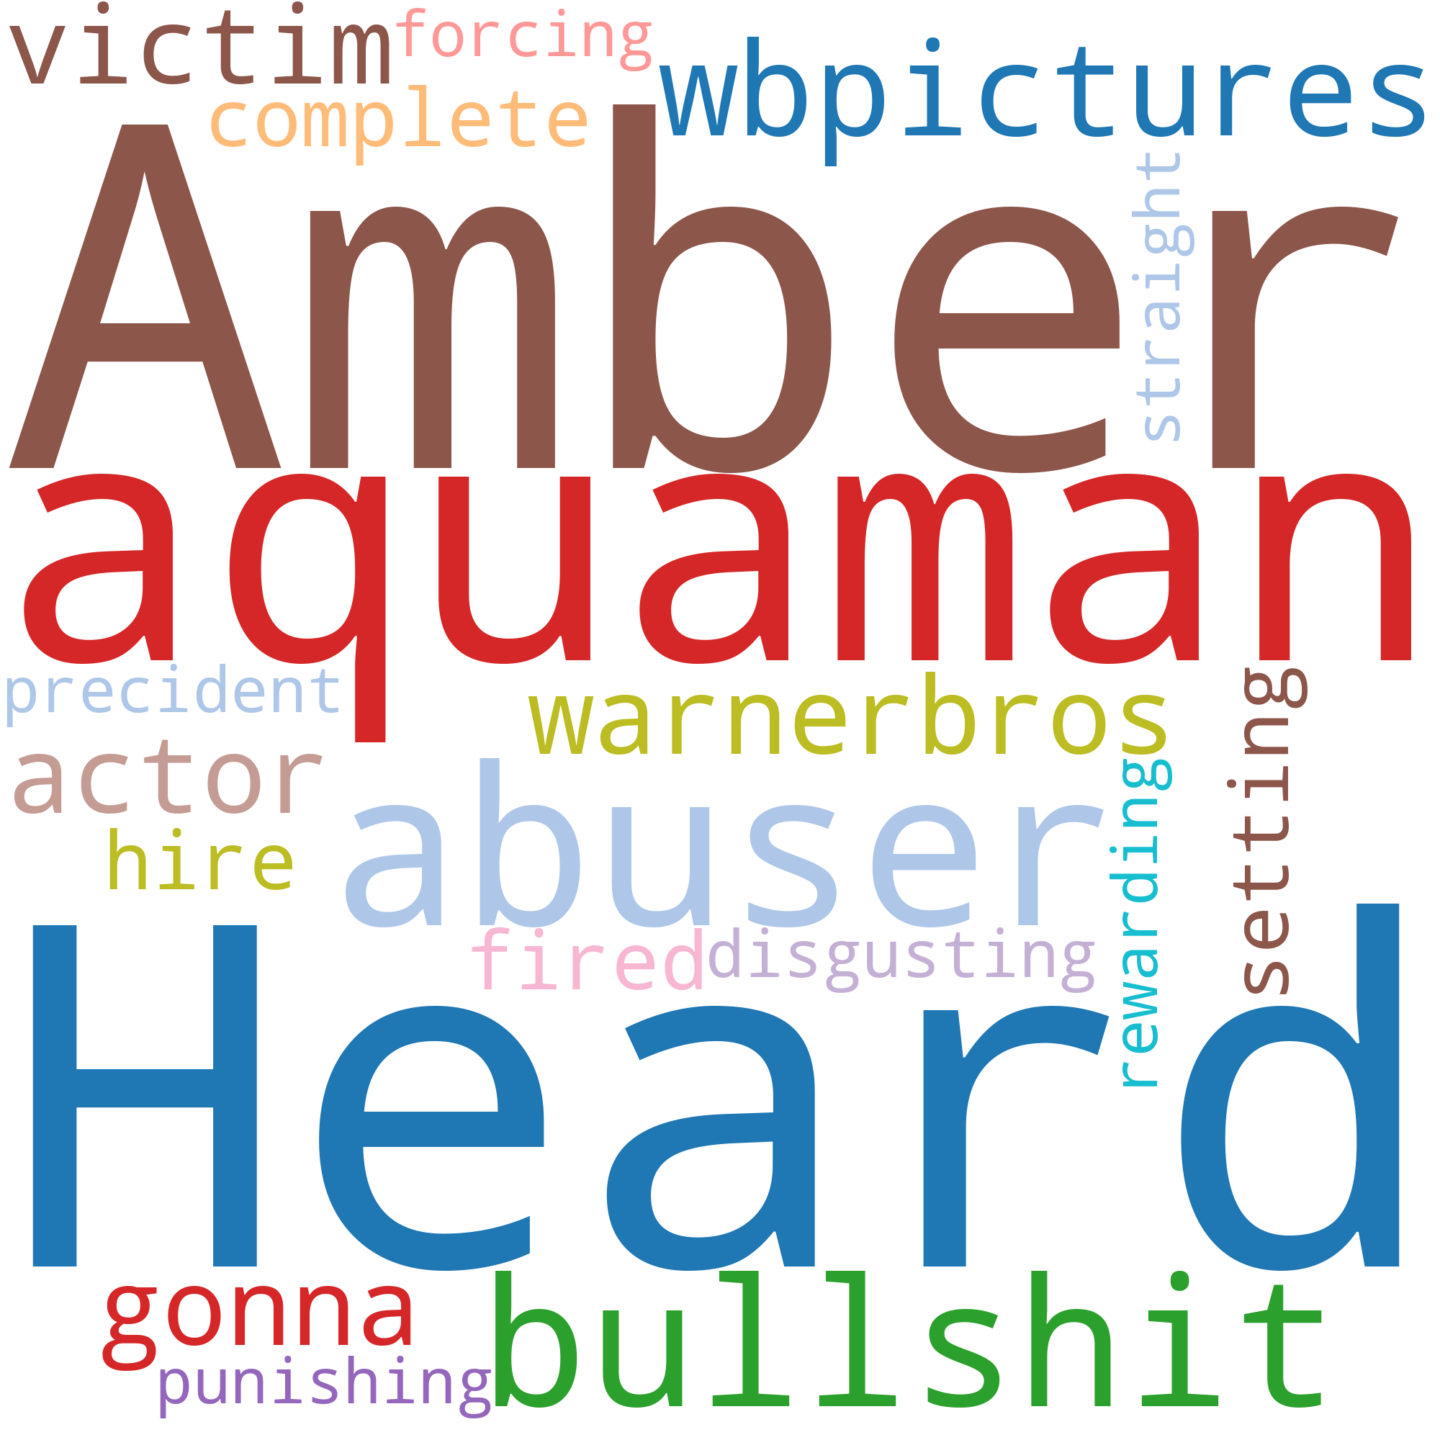 victim
forcing
wbpictures
complete
straight
Amber
aquaman
precident
warnerbros
setting
actor
rewarding
hire
abuser
fired
disgusting
Heard
gonna
bullshit
punishing